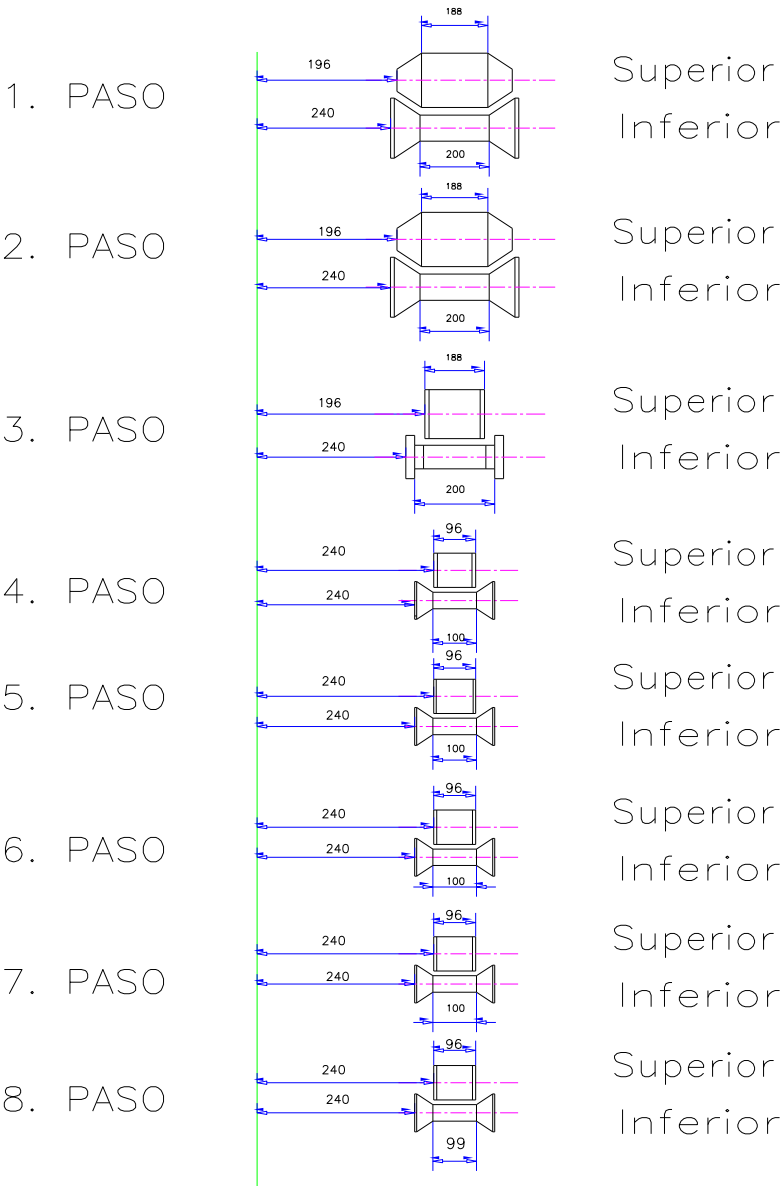 188
196
Superior
1. PASO
240
Inferior
200
188
196
Superior
2. PASO
240
Inferior
200
188
196
Superior
3. PASO
240
Inferior
200
96
240
Superior
4. PASO
240
Inferior
100
96
240
Superior
5. PASO
240
Inferior
100
96
240
Superior
6. PASO
240
Inferior
100
96
240
Superior
7. PASO
240
Inferior
100
96
240
Superior
8. PASO
240
Inferior
99